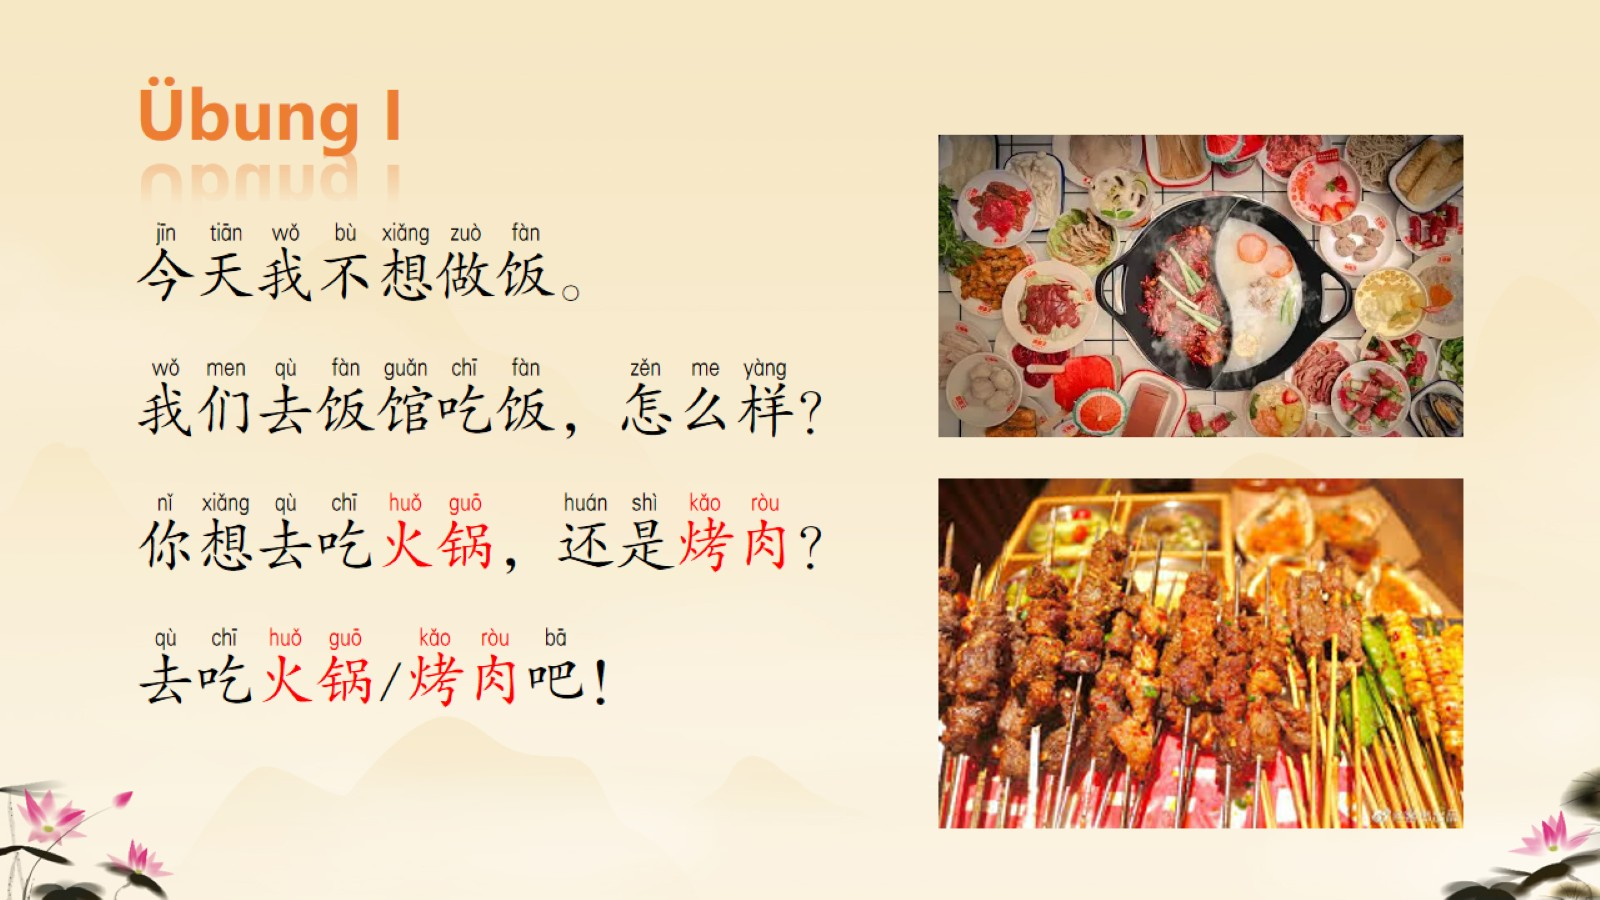 Übung I
jīn tiān wǒ bù xiǎng zuò fàn
今天我不想做饭。
wǒ men qù fàn guǎn chī fàn zěn me yàng
我们去饭馆吃饭，怎么样？
nǐ xiǎng qù chī huǒ guō huán shì kǎo ròu
你想去吃火锅，还是烤肉？
qù chī huǒ guō kǎo ròu bā
去吃火锅/烤肉吧！